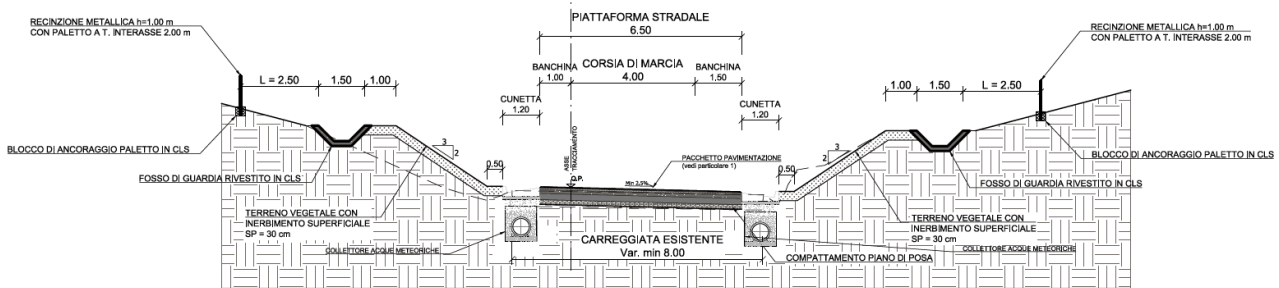 PIATTAFORMA STRADALE
6.50
RECINZIONE METALLICA h=1.00 m
CON PALETTO A T. INTERASSE 2.00 m
RECINZIONE METALLICA h=1.00 m
CON PALETTO A T. INTERASSE 2.00 m
BANCHINA
1.00
CORSIA DI MARCIA
4.00
BANCHINA
1.50
L = 2.50
1.50
1.00
1.00
1.50
L = 2.50
CUNETTA
1.20
CUNETTA
1.20
BLOCCO DI ANCORAGGIO PALETTO IN CLS
3
2
3
2
BLOCCO DI ANCORAGGIO PALETTO IN CLS
0.50
ASSE
TRACCIAMENTO
D.P.
PACCHETTO PAVIMENTAZIONE
(vedi particolare 1)
0.50
FOSSO DI GUARDIA RIVESTITO IN CLS
Min 2.5%
FOSSO DI GUARDIA RIVESTITO IN CLS
TERRENO VEGETALE CON
INERBIMENTO SUPERFICIALE
SP = 30 cm
TERRENO VEGETALE CON
INERBIMENTO SUPERFICIALE
SP = 30 cm
COLLETTORE ACQUE METEORICHE
CARREGGIATA ESISTENTE
Var. min 8.00
COLLETTORE ACQUE METEORICHE
COMPATTAMENTO PIANO DI POSA